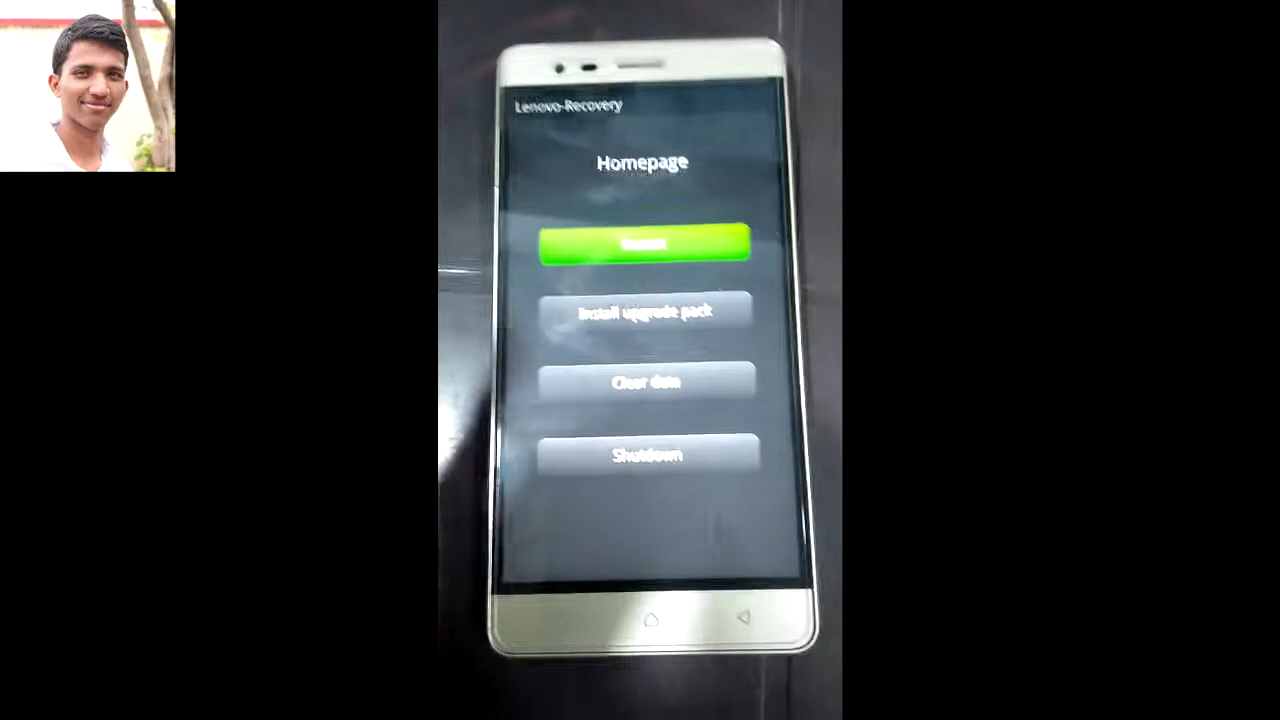 Lenovo-Recovery
Homepage
Install upgrade pack
Clear data
Shutdown